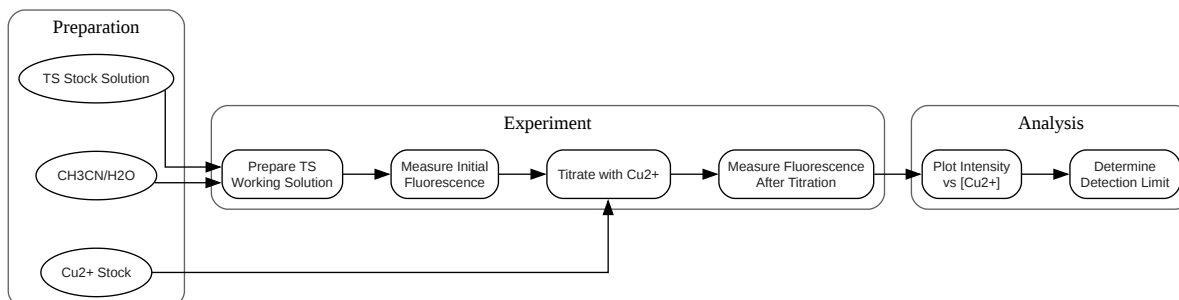 Preparation
TS Stock Solution
CH3CN/H2O
Cu2+ Stock
Experiment
Prepare TS
Working Solution
Measure Initial
Fluorescence
Titrate with Cu2+
Measure Fluorescence
After Titration
Analysis
Plot Intensity
vs [Cu2+]
Determine
Detection Limit